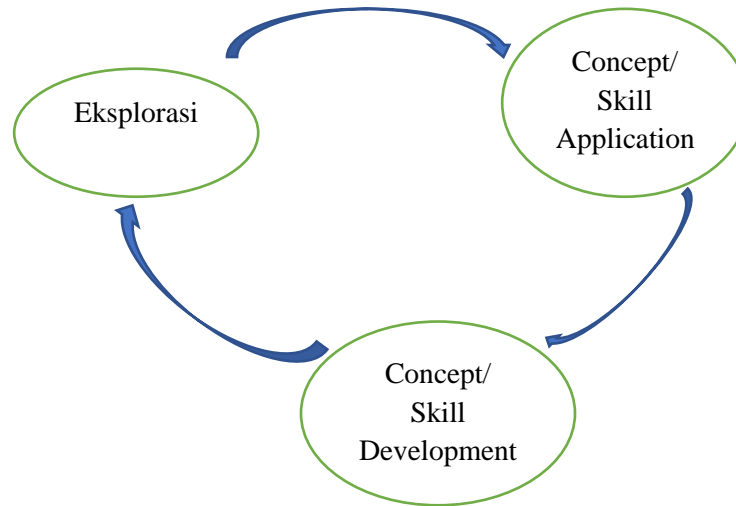 Eksplorasi
Concept/
Skill
Application
Concept/
Skill
Development